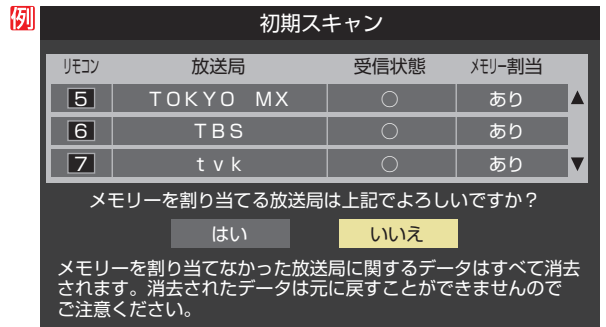 例
初期スキャン
リモコン 放送局 受信状態 メモリー割当
5 TOKYO MX ○ あり ▲
6 TBS ○ あり
7 tvk ○ あり ▼
メモリーを割り当てる放送局は上記でよろしいですか？
はい いいえ
メモリーを割り当てなかった放送局に関するデータはすべて消去
されます。消去されたデータは元に戻すことができませんので
ご注意ください。